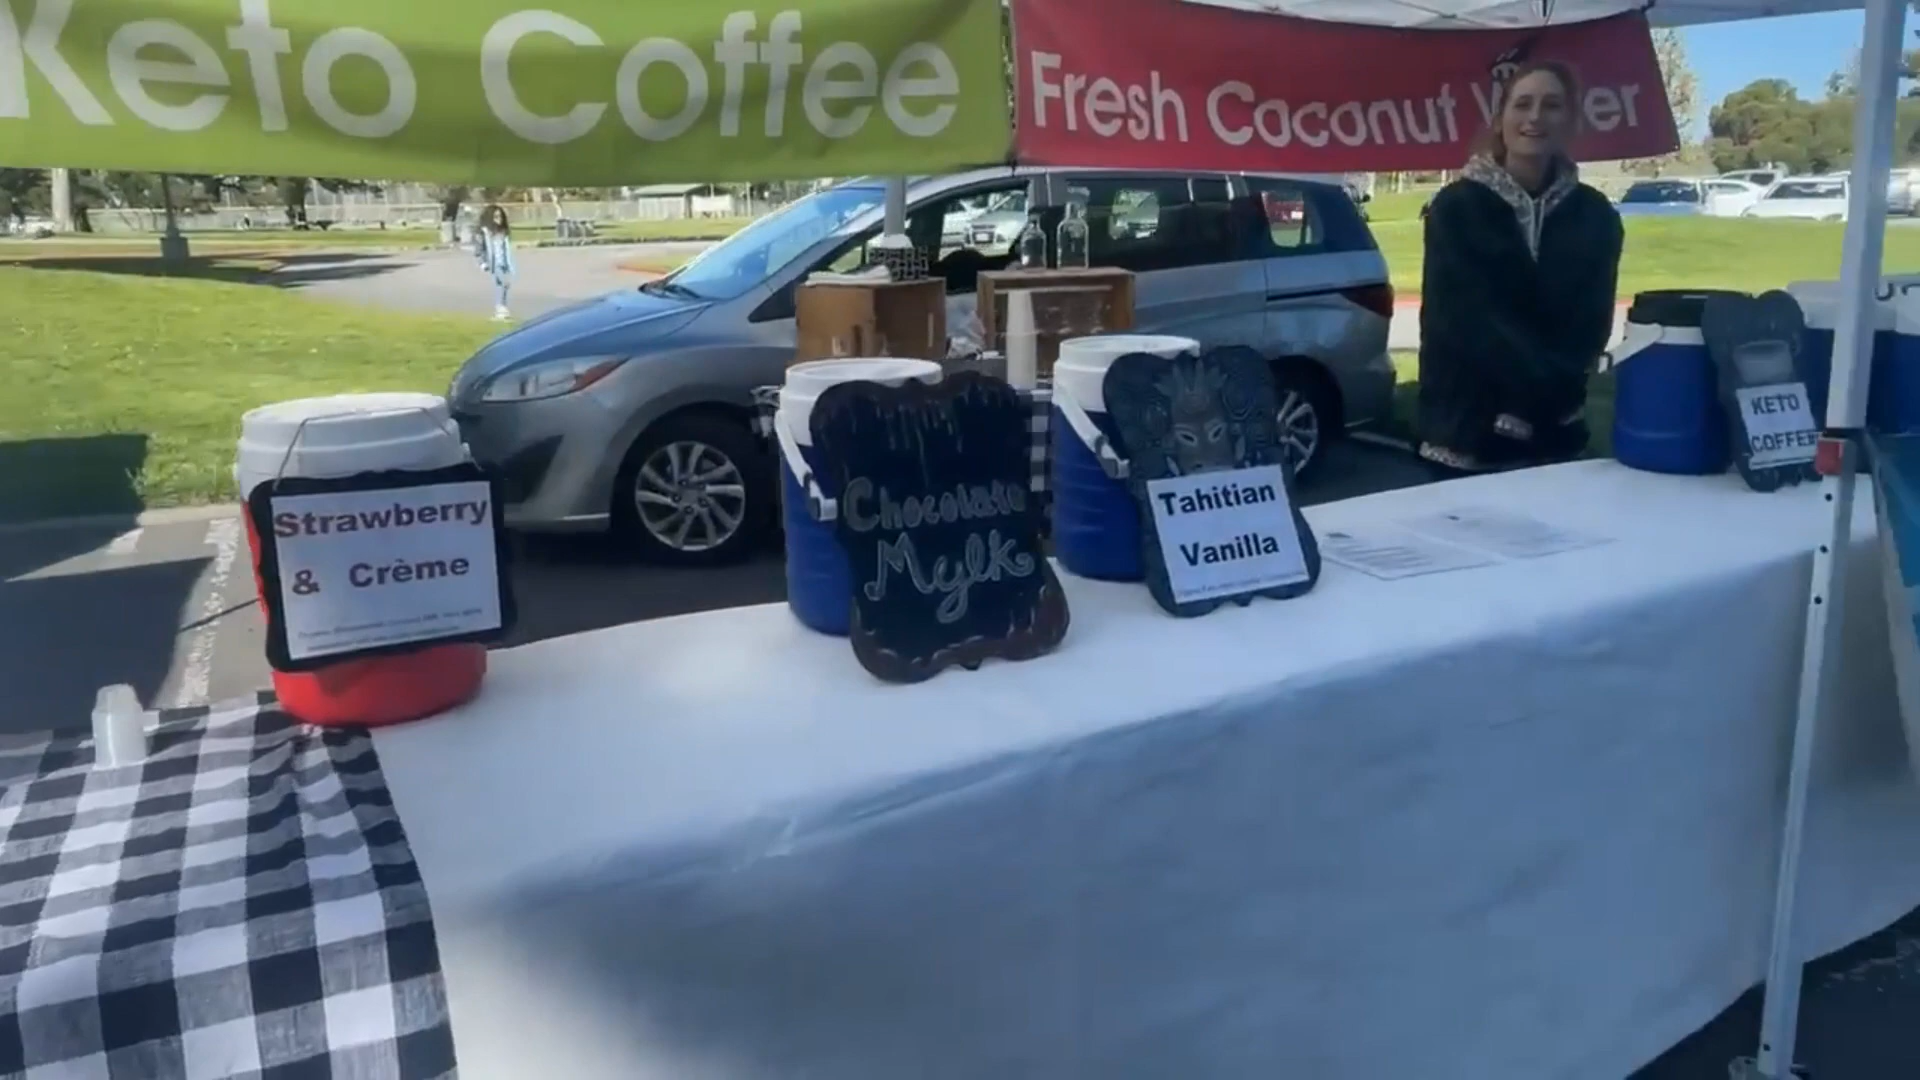 Keto Coffee
Fresh Coconut
Strawberry
& Crème
Chocolate
Mylk
Tahitian
Vanilla
KETO
COFFEE